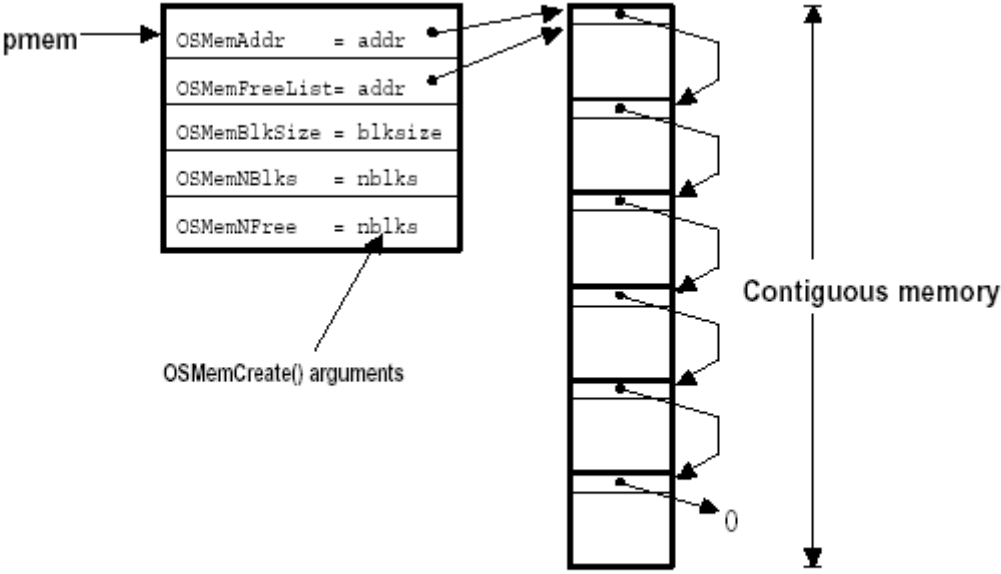 pmem
OSMemAddr = addr
OSMemFreeList= addr
OSMemBlkSize = blksize
OSMemNBlks = nblks
OSMemNFree = nblks
OSMemCreate() arguments
Contiguous memory
0